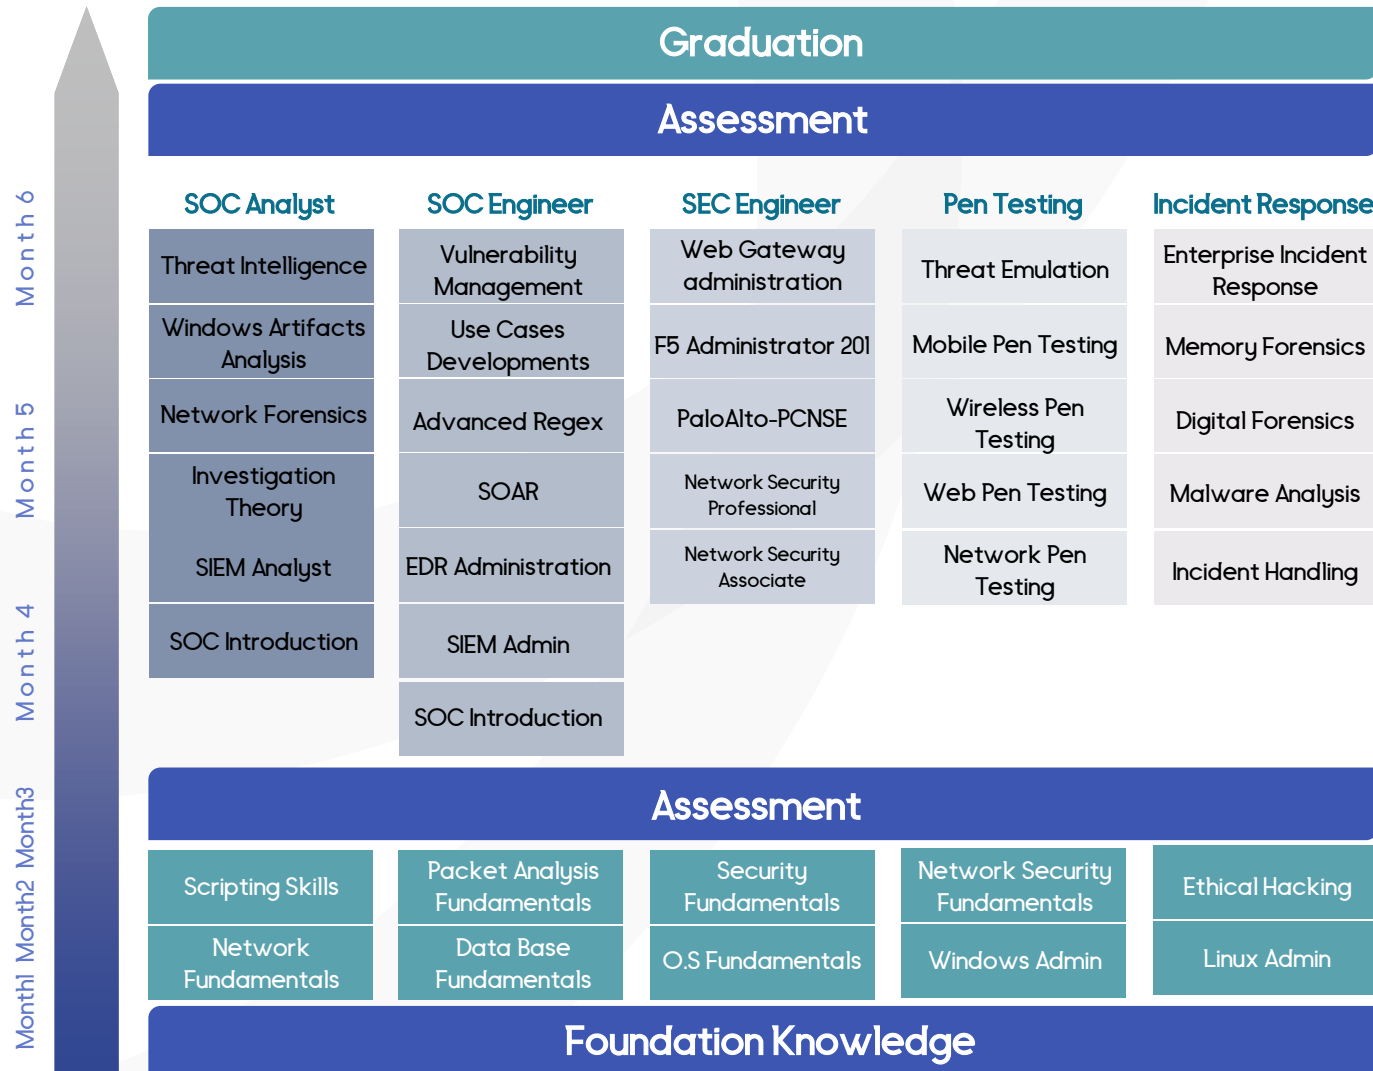 Graduation
Assessment
Month 6
Month 5
Month 4
Month3
Month2
Month1
SOC Analyst
Threat Intelligence
Windows Artifacts
Analysis
Network Forensics
Investigation
Theory
SIEM Analyst
SOC Introduction
SOC Engineer
Vulnerability
Management
Use Cases
Developments
Advanced Regex
SOAR
EDR Administration
SIEM Admin
SOC Introduction
SEC Engineer
Web Gateway
administration
F5 Administrator 201
PaloAlto-PCNSE
Network Security
Professional
Network Security
Associate
Pen Testing
Threat Emulation
Mobile Pen Testing
Wireless Pen
Testing
Web Pen Testing
Network Pen
Testing
Incident Response
Enterprise Incident
Response
Memory Forensics
Digital Forensics
Malware Analysis
Incident Handling
Assessment
Scripting Skills
Packet Analysis
Fundamentals
Security
Fundamentals
Network Security
Fundamentals
Ethical Hacking
Network
Fundamentals
Data Base
Fundamentals
O.S Fundamentals
Windows Admin
Linux Admin
Foundation Knowledge